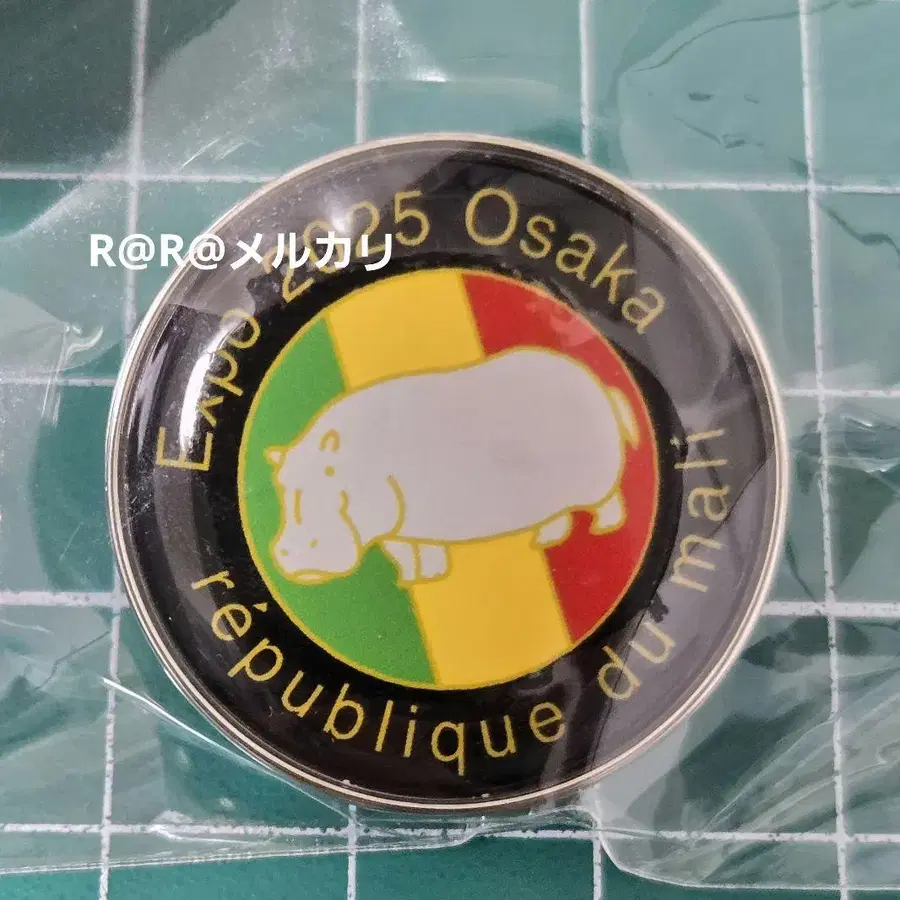 Expo 2025 Osaka
R@R@メルカリ
république du mali